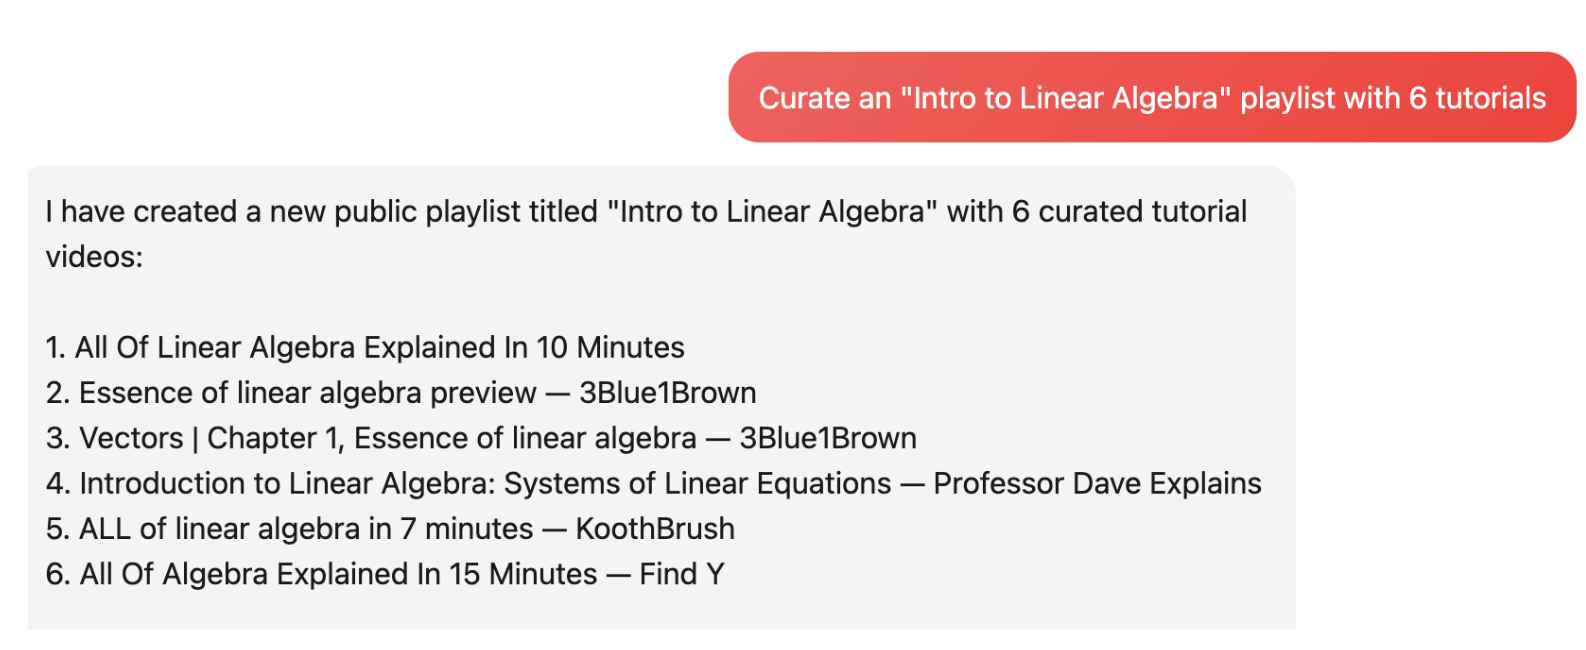 Curate an "Intro to Linear Algebra" playlist with 6 tutorials
I have created a new public playlist titled "Intro to Linear Algebra" with 6 curated tutorial
videos:
1. All Of Linear Algebra Explained In 10 Minutes
2. Essence of linear algebra preview — 3Blue1Brown
3. Vectors | Chapter 1, Essence of linear algebra — 3Blue1Brown
4. Introduction to Linear Algebra: Systems of Linear Equations — Professor Dave Explains
5. ALL of linear algebra in 7 minutes — KoothBrush
6. All Of Algebra Explained In 15 Minutes — Find Y